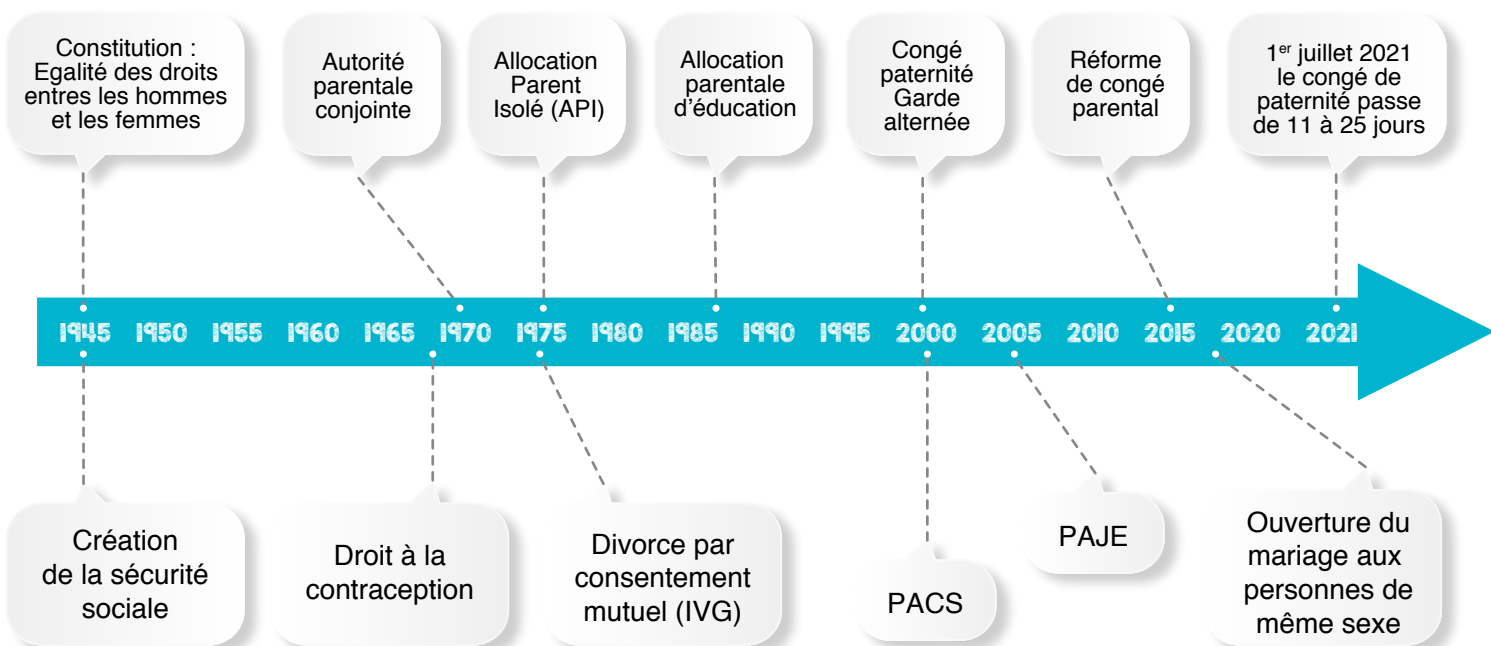 Constitution :
Egalité des droits
entres les hommes
et les femmes
Autorité
parentale
conjointe
Allocation
Parent
Isolé (API)
Allocation
parentale
d’éducation
Congé
paternité
Garde
alternée
Réforme
de congé
parental
1er juillet 2021
le congé de
paternité passe
de 11 à 25 jours
1945 1950 1955 1960 1965 1970 1975 1980 1985 1990 1995 2000 2005 2010 2015 2020 2021
Création
de la sécurité
sociale
Droit à la
contraception
Divorce par
consentement
mutuel (IVG)
PACS
PAJE
Ouverture du
mariage aux
personnes de
même sexe